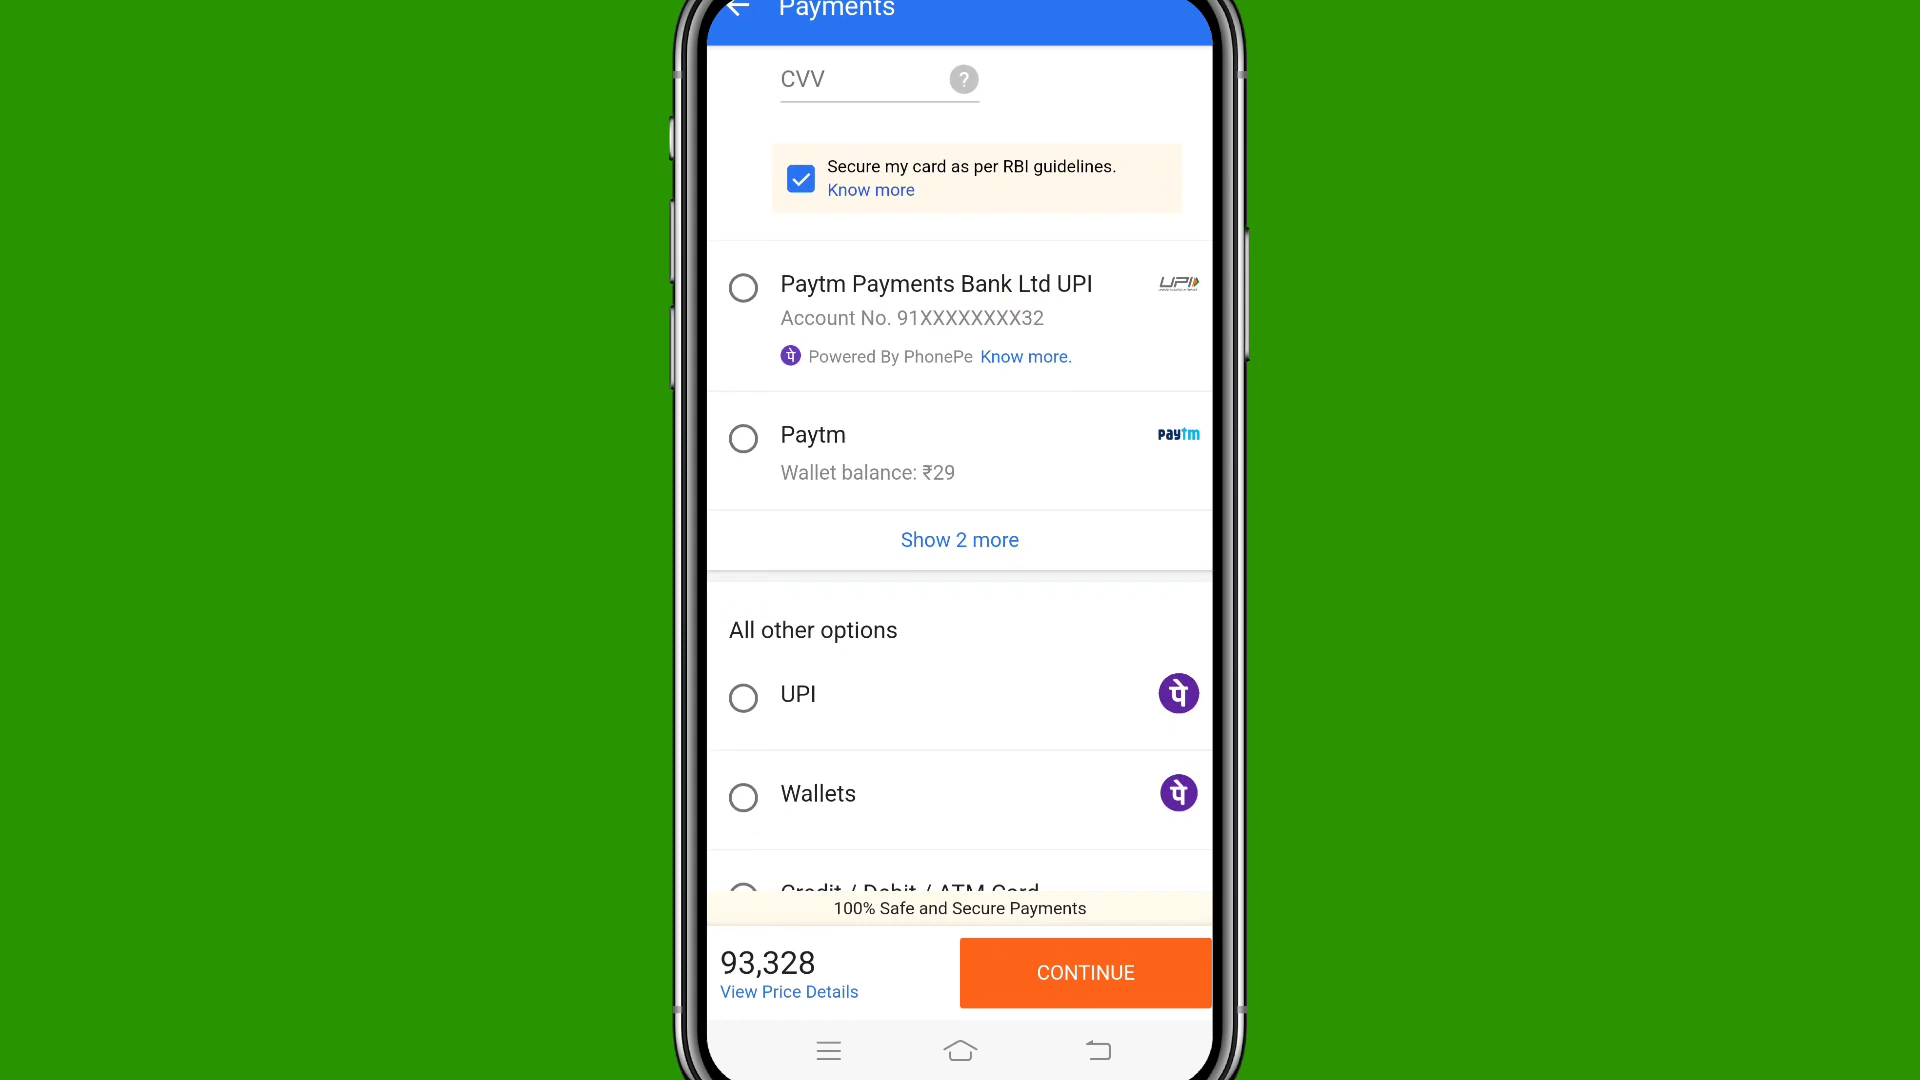 Payments
CVV
?
Secure my card as per RBI guidelines.
Know more
Paytm Payments Bank Ltd UPI
UPI
Account No. 91XXXXXXXX32
पे Powered By PhonePe Know more.
Paytm
paytm
Wallet balance: ₹29
Show 2 more
All other options
UPI
पे
Wallets
पे
Credit / Debit / ATM Card
100% Safe and Secure Payments
93,328
CONTINUE
View Price Details